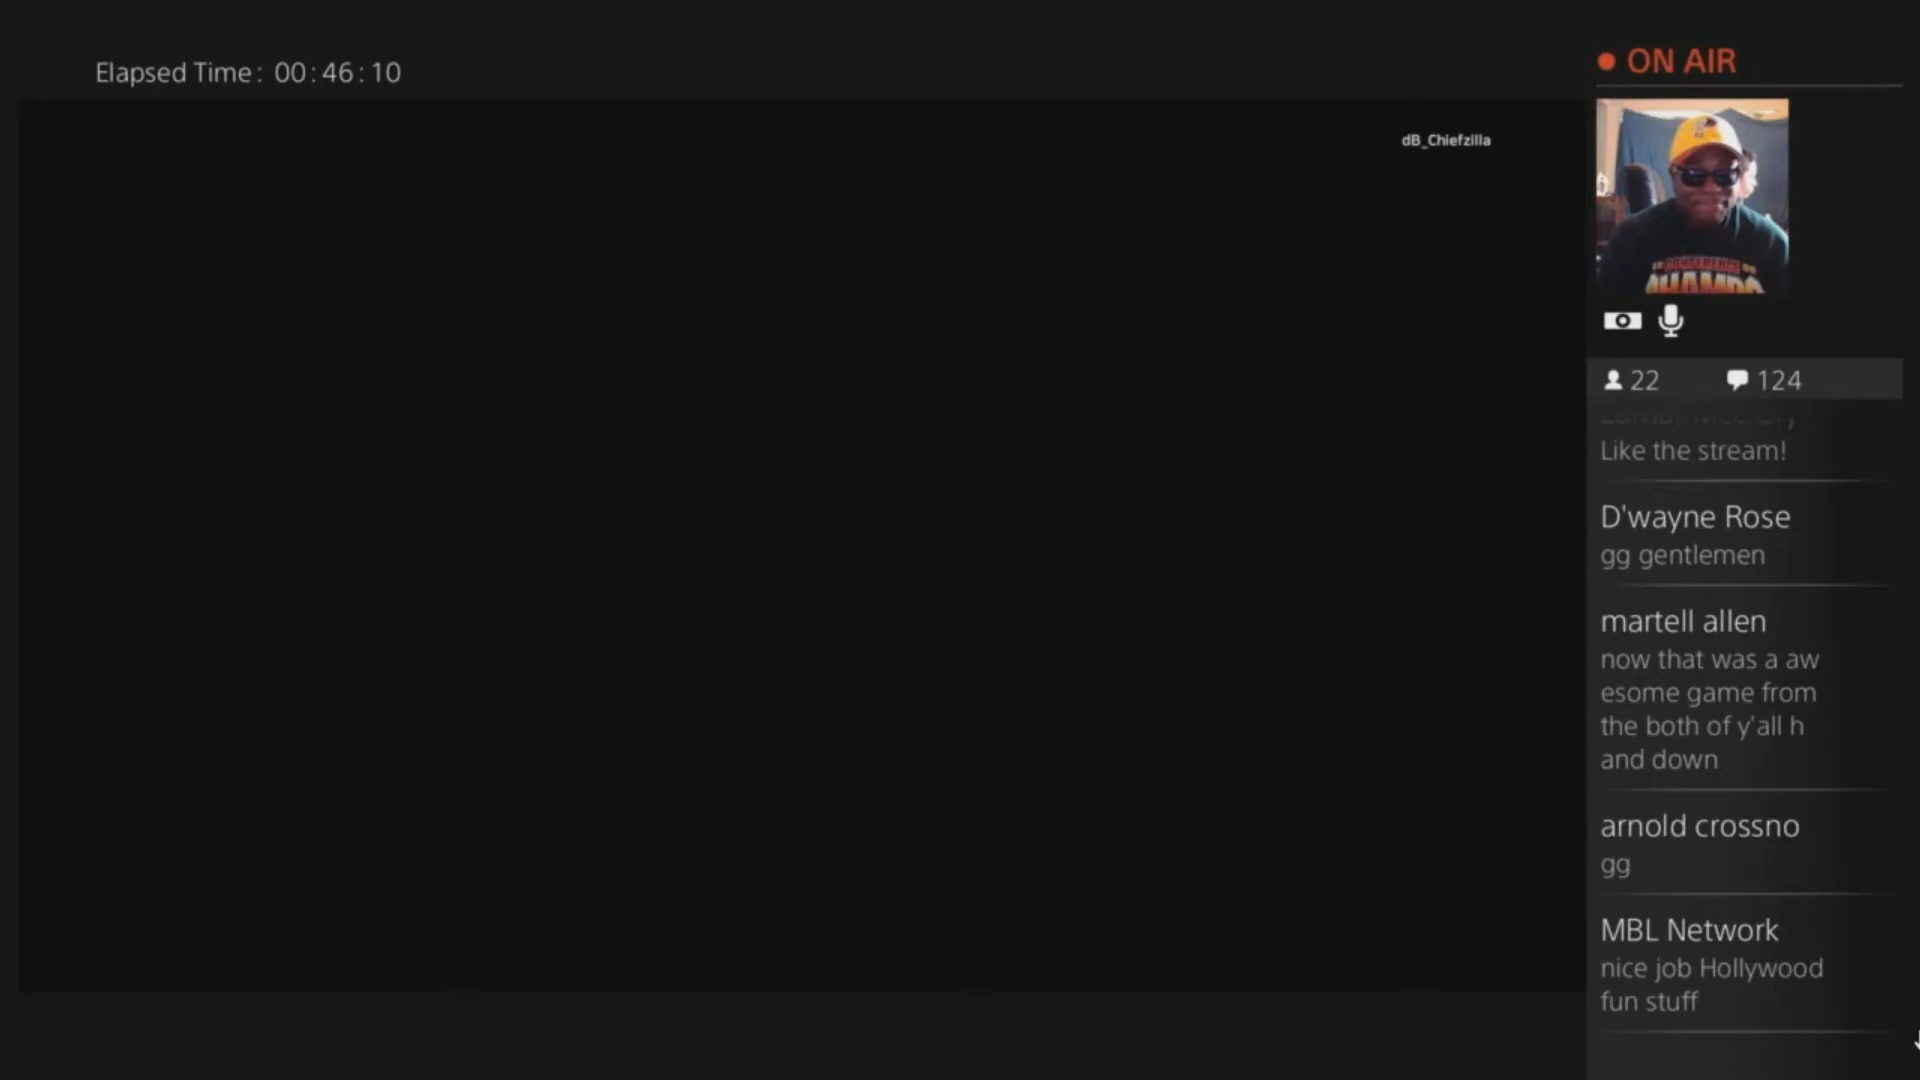 Elapsed Time: 00:46:10
ON AIR
dB_Chiefzilla
CONFERENCE
22
124
Like the stream!
D'wayne Rose
gg gentlemen
martell allen
now that was a aw
esome game from
the both of y'all h
and down
arnold crossno
gg
MBL Network
nice job Hollywood
fun stuff